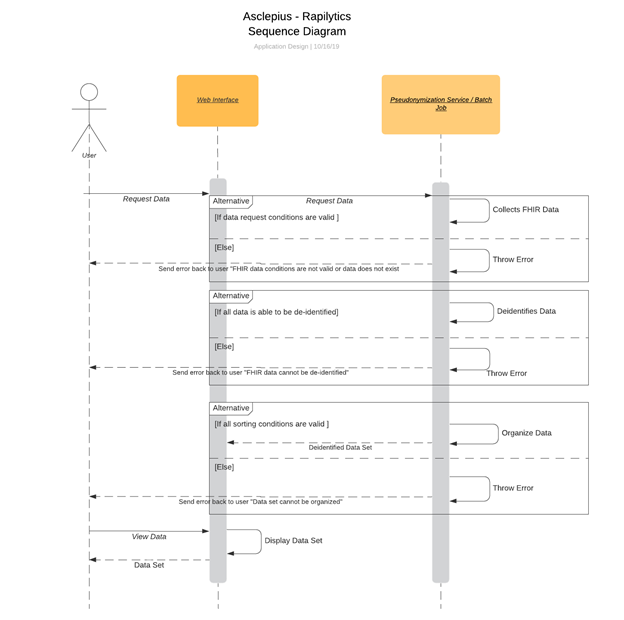 Asclepius - Rapilytics
Sequence Diagram
Application Design | 10/16/19
Web Interface
Pseudonymization Service / Batch
Job
User
Request Data
Alternative
Request Data
[If data request conditions are valid ]
Collects FHIR Data
[Else]
Throw Error
Send error back to user "FHIR data conditions are not valid or data does not exist
Alternative
[If all data is able to be de-identified]
Deidentifies Data
[Else]
Throw Error
Send error back to user "FHIR data cannot be de-identified"
Alternative
[If all sorting conditions are valid ]
Organize Data
Deidentified Data Set
[Else]
Throw Error
Send error back to user "Data set cannot be organized"
View Data
Display Data Set
Data Set